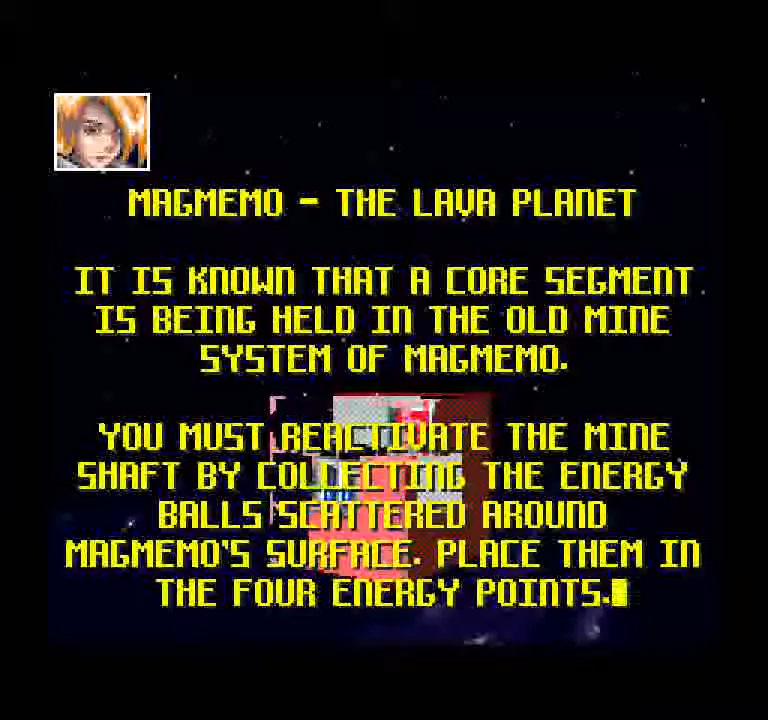 MAGMEMO - THE LAVA PLANET
IT IS KNOWN THAT A CORE SEGMENT
IS BEING HELD IN THE OLD MINE
SYSTEM OF MAGMEMO.
YOU MUST REACTIVATE THE MINE
SHAFT BY COLLECTING THE ENERGY
BALLS SCATTERED AROUND
MAGMEMO'S SURFACE. PLACE THEM IN
THE FOUR ENERGY POINTS.